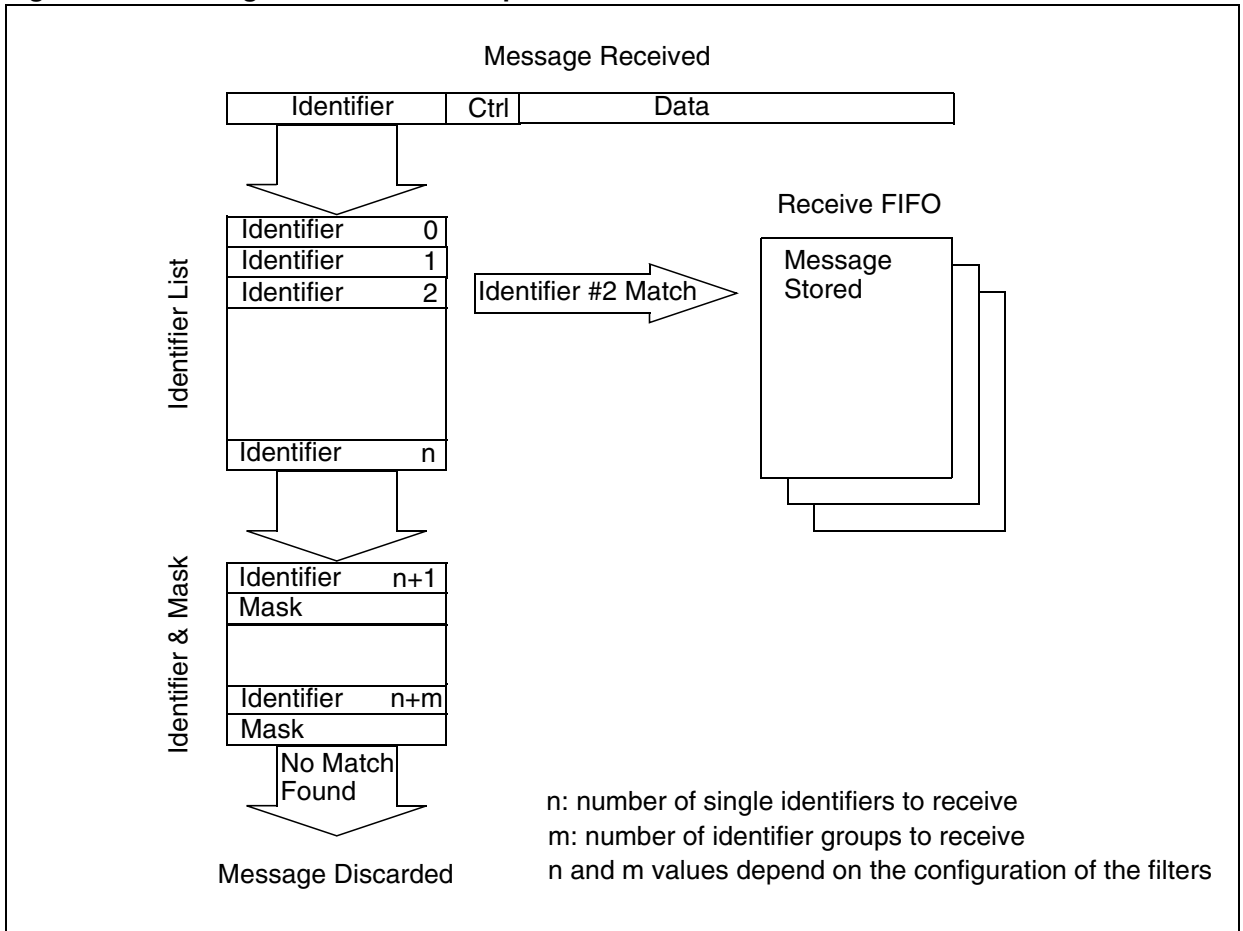 Message Received
Identifier Ctrl Data
Receive FIFO
Identifier List
Identifier 0
Identifier 1
Identifier 2
Identifier n
Identifier #2 Match
Message
Stored
Identifier & Mask
Identifier n+1
Mask
Identifier n+m
Mask
No Match
Found
Message Discarded
n: number of single identifiers to receive
m: number of identifier groups to receive
n and m values depend on the configuration of the filters